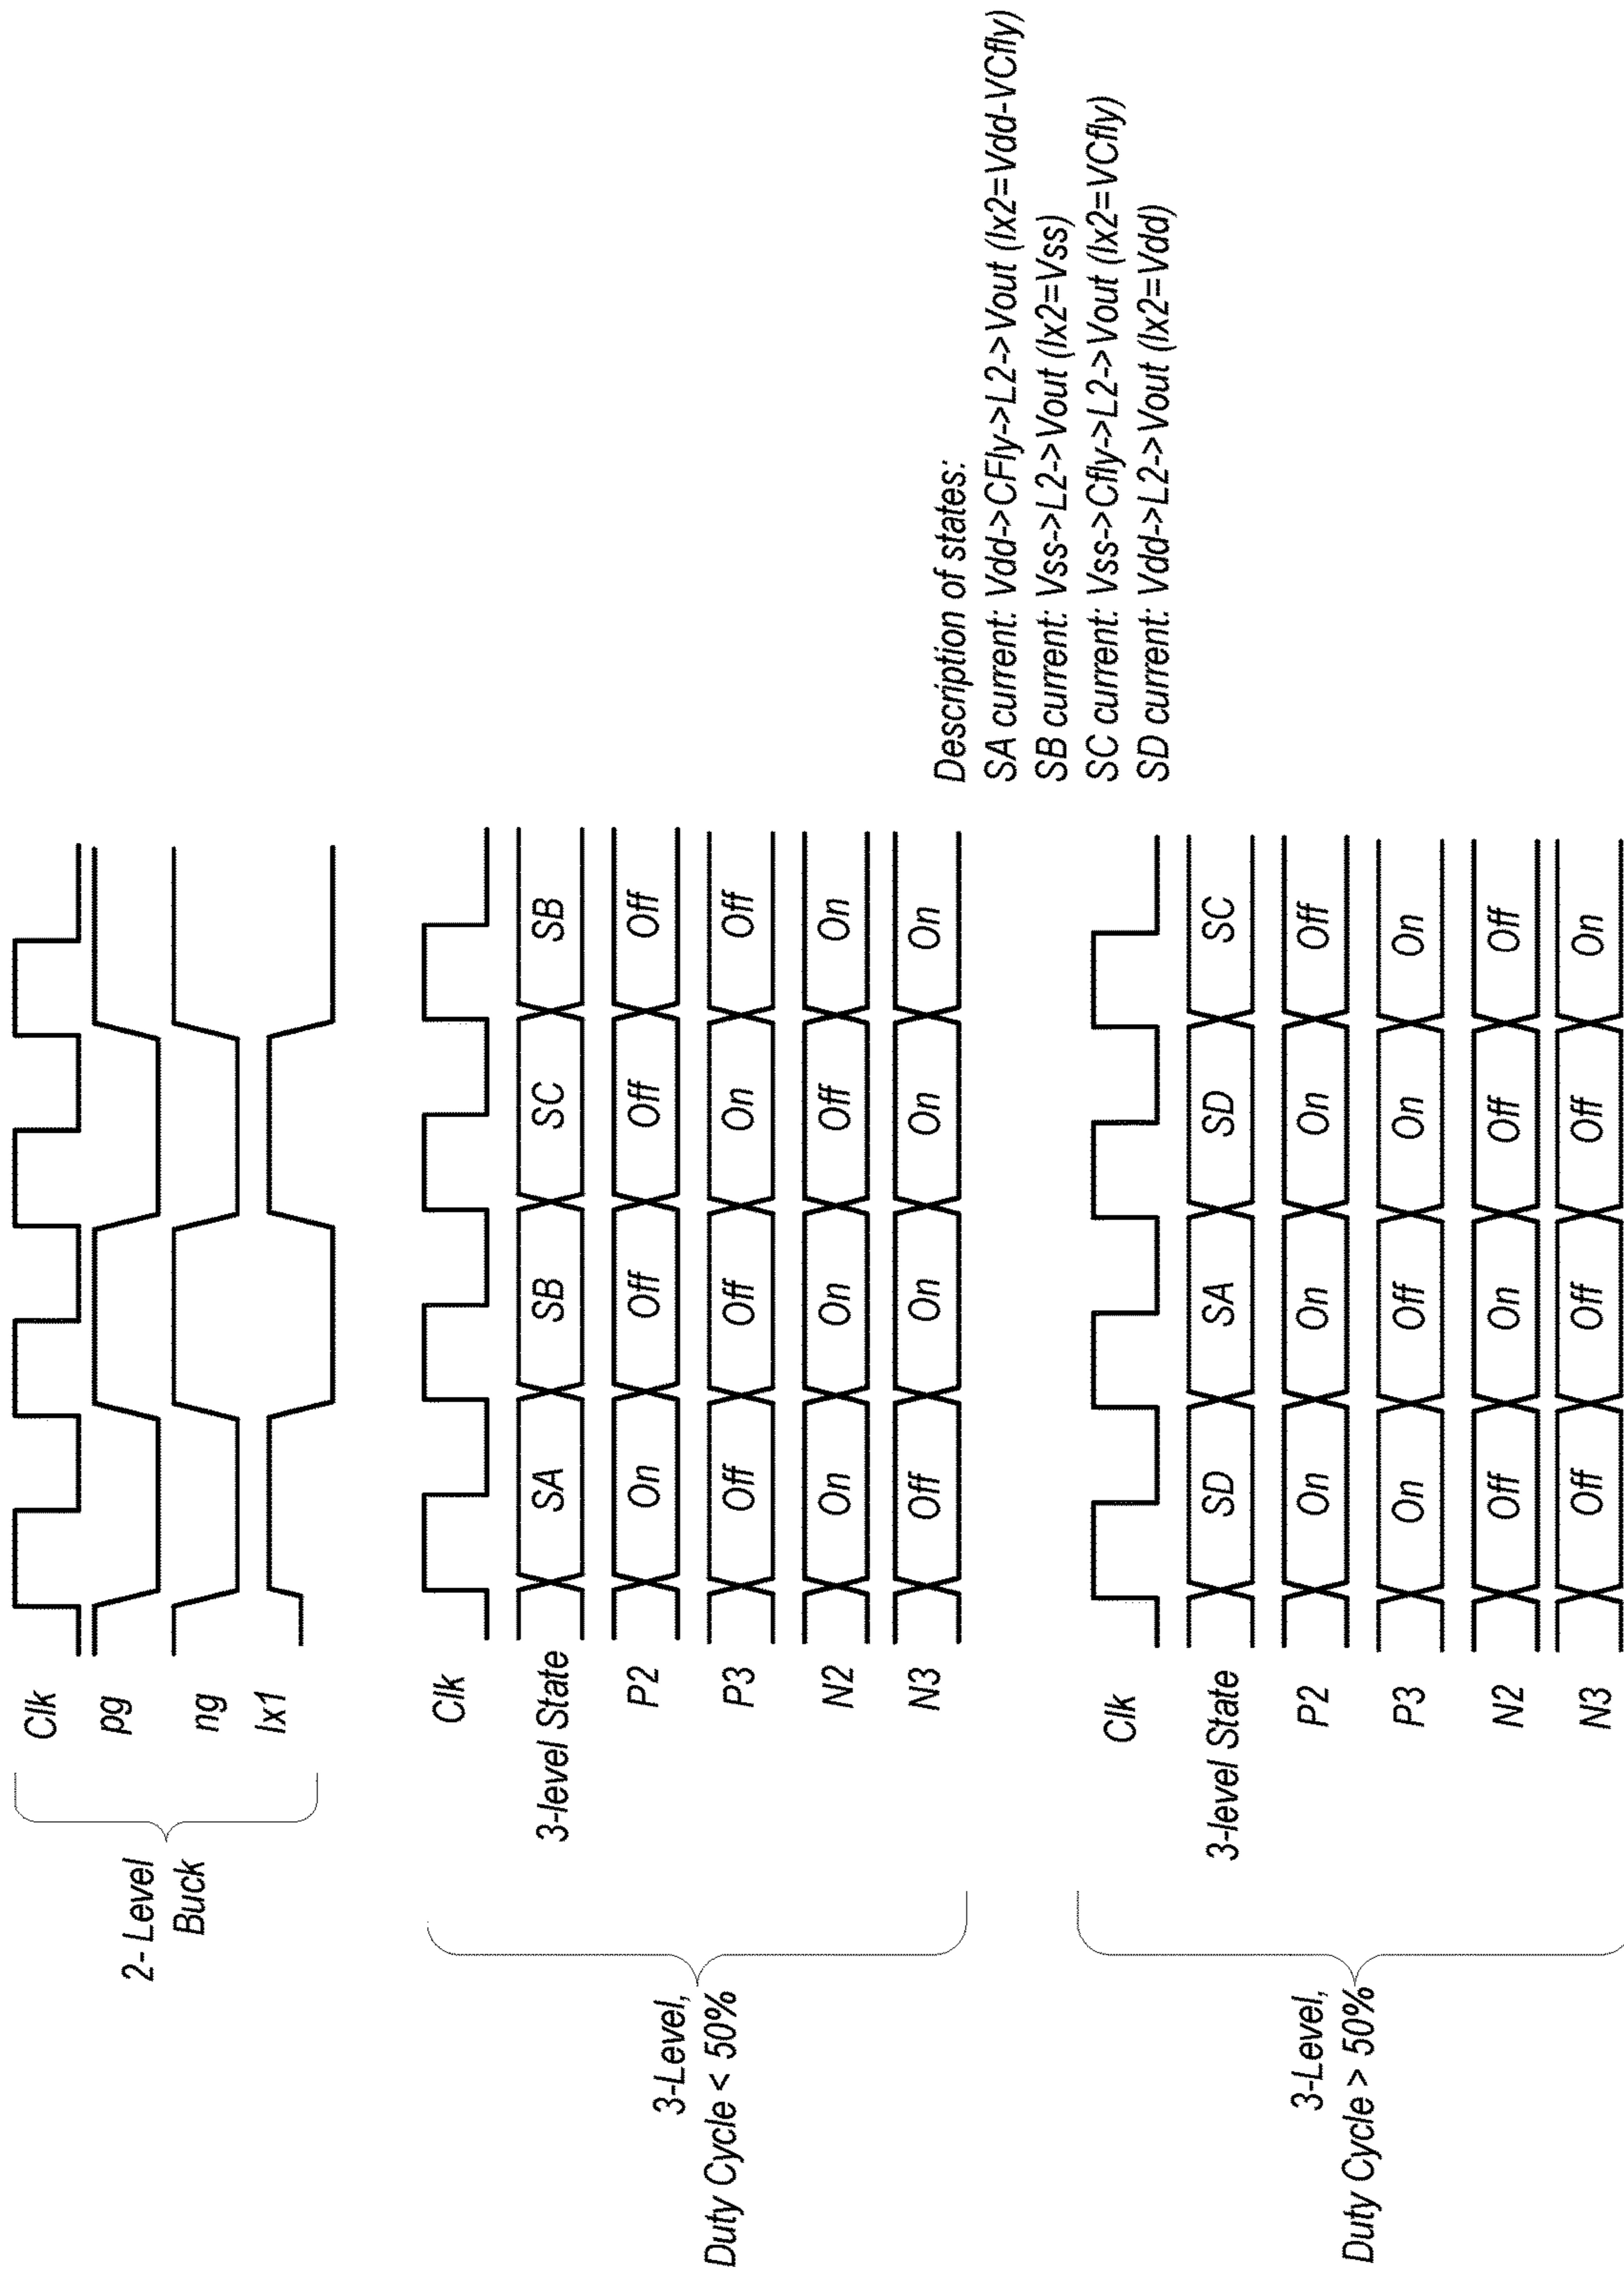 2- Level
Buck
Clk
pg
ng
lx1
3-Level,
Duty Cycle < 50%
Clk
3-level State SA SB SC SB
P2 On Off Off Off
P3 Off Off On Off
N2 On On Off On
N3 Off On On On
3-Level,
Duty Cycle > 50%
Clk
3-level State SD SA SD SC
P2 On On On Off
P3 On Off On On
N2 Off On Off Off
N3 Off Off Off On
Description of states:
SA current: Vdd->CFly->L2->Vout (lx2=Vdd-VCfly)
SB current: Vss->L2->Vout (lx2=Vss)
SC current: Vss->Cfly->L2->Vout (lx2=VCfly)
SD current: Vdd->L2->Vout (lx2=Vdd)